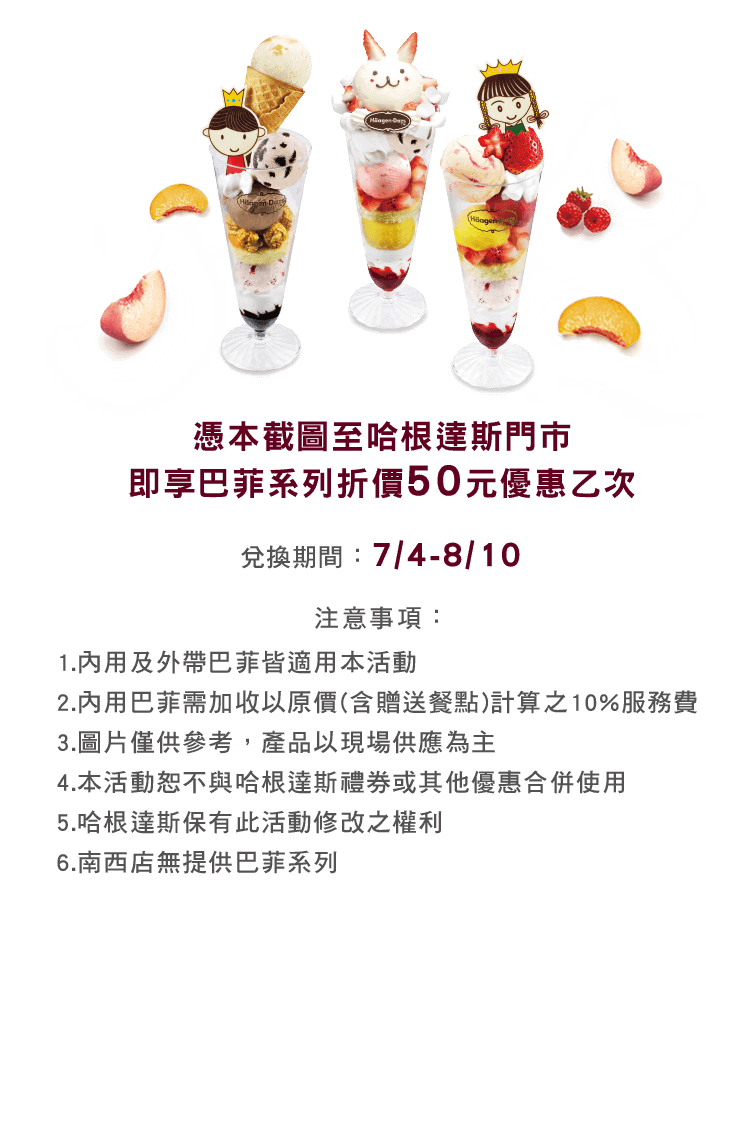 Häagen-Dazs
Häagen-Dazs
Häagen-Dazs
憑本截圖至哈根達斯門市
即享巴菲系列折價50元優惠乙次
兌換期間：7/4-8/10
注意事項：
1.內用及外帶巴菲皆適用本活動
2.內用巴菲需加收以原價(含贈送餐點)計算之10%服務費
3.圖片僅供參考，產品以現場供應為主
4.本活動恕不與哈根達斯禮券或其他優惠合併使用
5.哈根達斯保有此活動修改之權利
6.南西店無提供巴菲系列